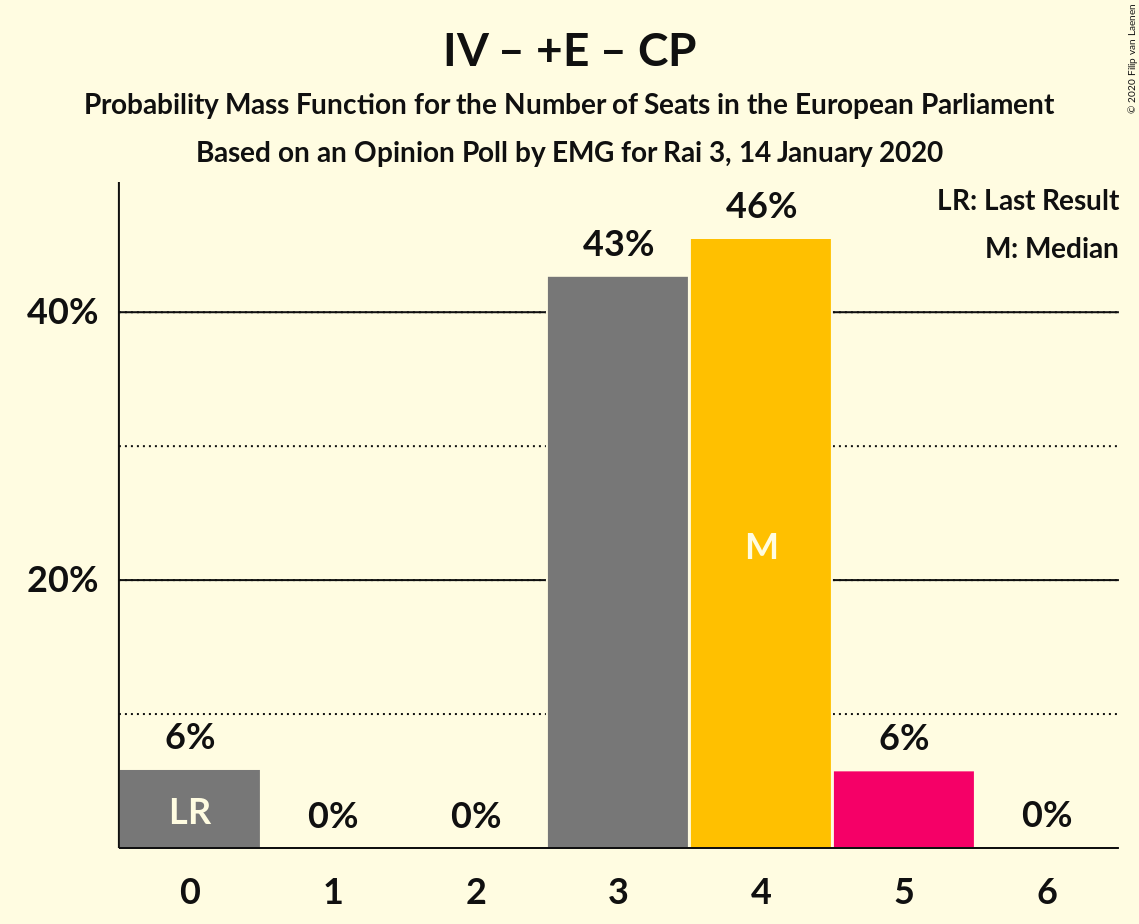 IV – +E – CP
Probability Mass Function for the Number of Seats in the European Parliament
Based on an Opinion Poll by EMG for Rai 3, 14 January 2020
© 2020 Filip van Laenen
LR: Last Result
M: Median
46%
43%
40%
M
20%
6%
6%
LR
0%
0%
0%
0
1
2
3
4
5
6